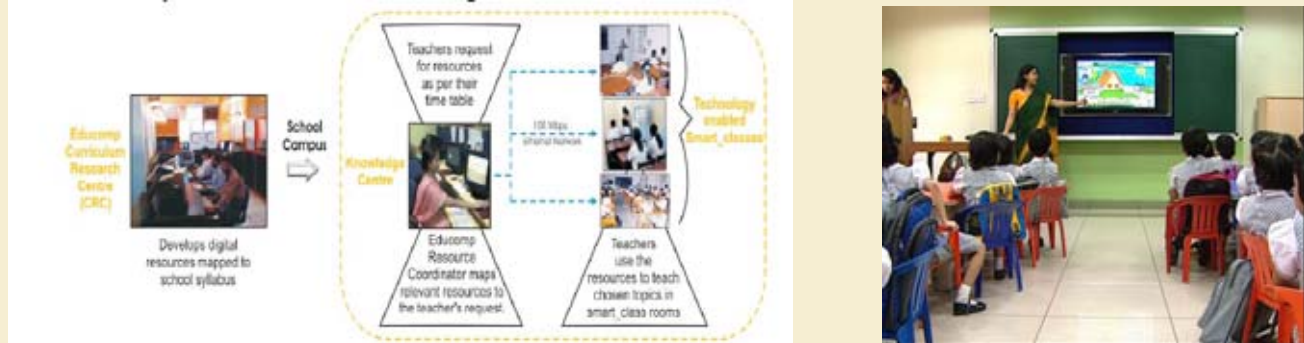 Educomp
Curriculum
Research
Centre
(CRC)
Develops digital
resources mapped to
school syllabus
School
Campus
Knowledge
Centre
Teachers request
for resources
as per their
time table
Educomp
Resource
Coordinator maps
relevant resources to
the teacher's request.
100 Mbps
Network
Technology
enabled
Smart_classes
Teachers
use the
resources to teach
chosen topics in
smart_class rooms